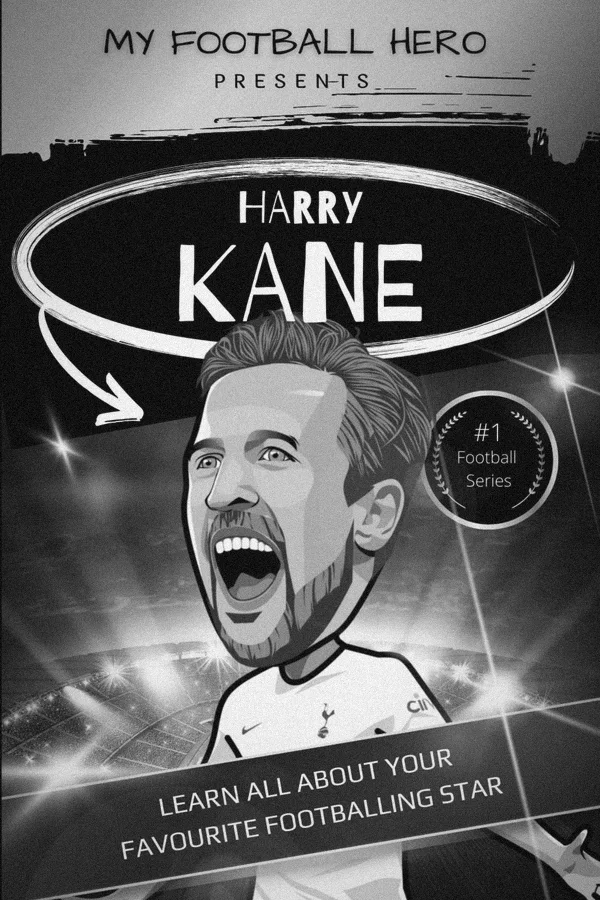 MY FOOTBALL HERO
PRESENTS
HARRY
KANE
#1
Football
Series
LEARN ALL ABOUT YOUR
FAVOURITE FOOTBALLING STAR